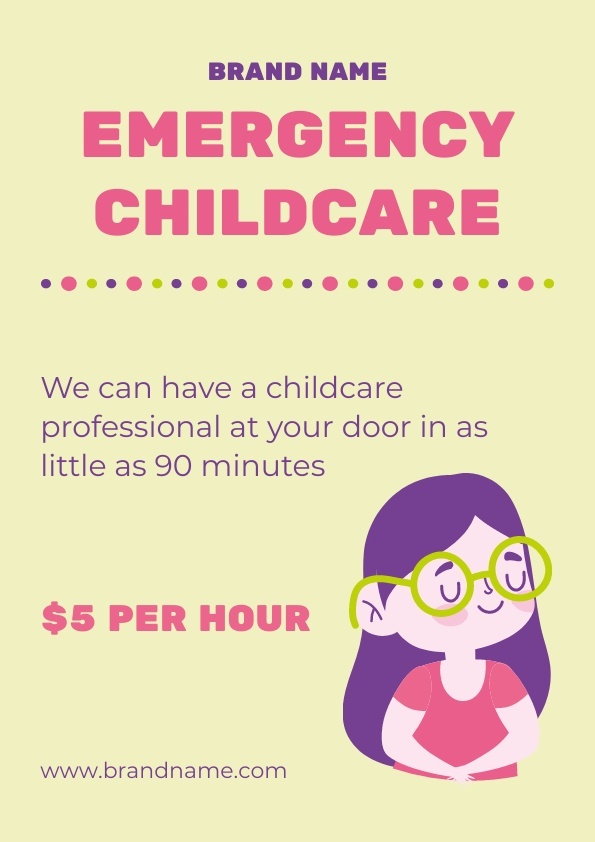 BRAND NAME
EMERGENCY
CHILDCARE
We can have a childcare
professional at your door in as
little as 90 minutes
$5 PER HOUR
www.brandname.com